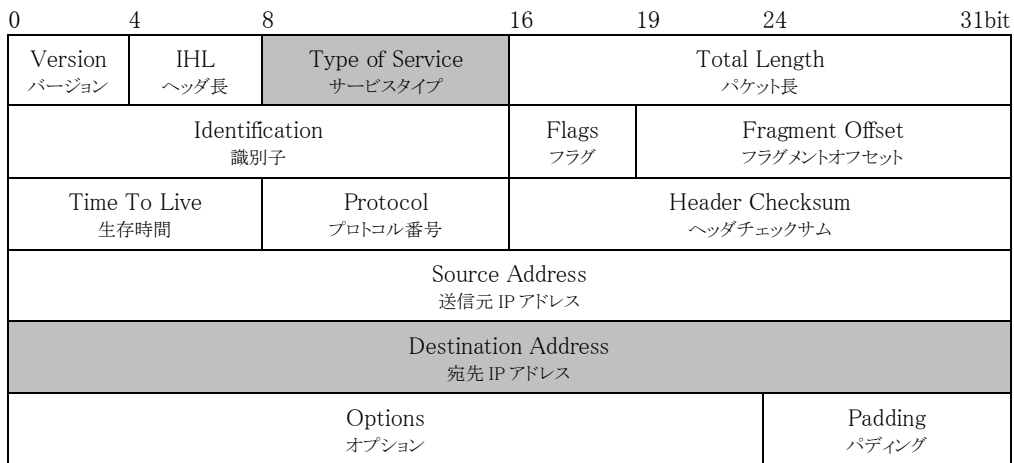 0 4 8 16 19 24 31bit
Version IHL Type of Service Total Length
バージョン ヘッダ長 サービスタイプ パケット長
Identification Flags Fragment Offset
識別子 フラグ フラグメントオフセット
Time To Live Protocol Header Checksum
生存時間 プロトコル番号 ヘッダチェックサム
Source Address
送信元 IP アドレス
Destination Address
宛先 IP アドレス
Options Padding
オプション パディング